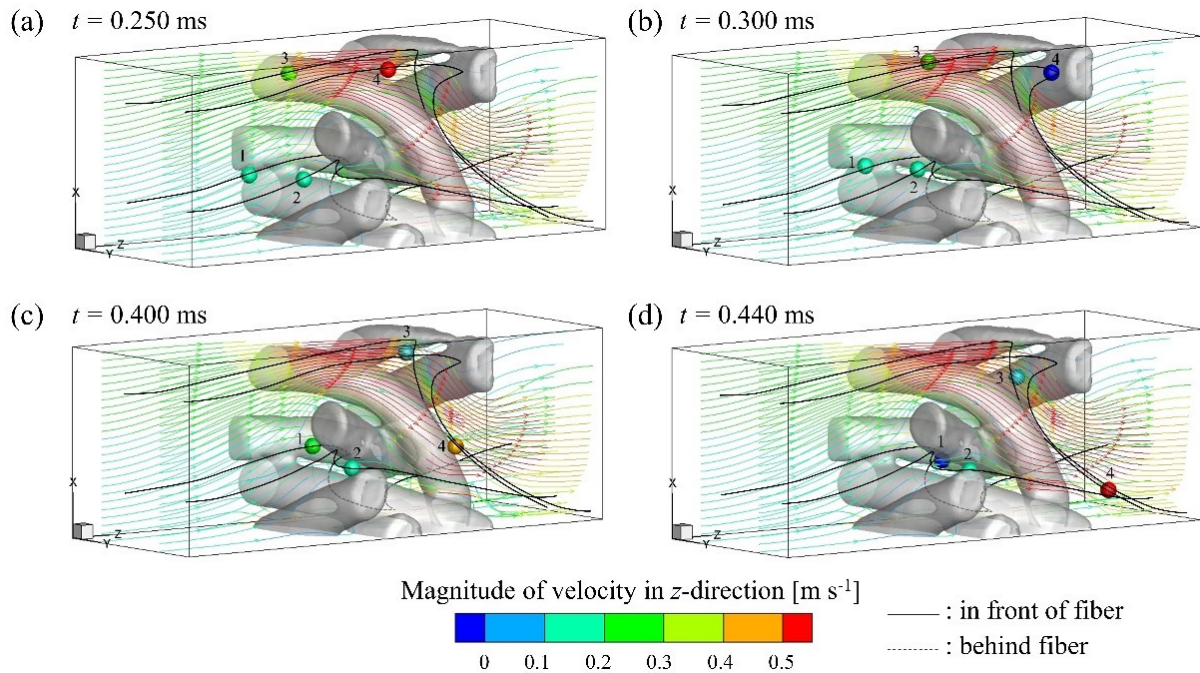 (a) t = 0.250 ms
3
4
1
2
X
Y
Z
(b) t = 0.300 ms
3
4
1
2
X
Y
Z
(c) t = 0.400 ms
3
1
2
4
X
Y
Z
(d) t = 0.440 ms
3
1
2
4
X
Y
Z
Magnitude of velocity in z-direction [m s⁻¹]
0 0.1 0.2 0.3 0.4 0.5
: in front of fiber
: behind fiber